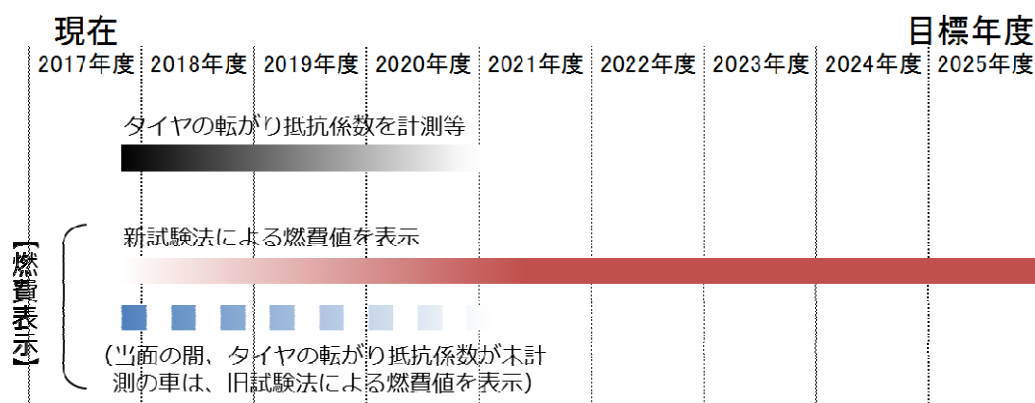 現在
目標年度
2017年度 2018年度 2019年度 2020年度 2021年度 2022年度 2023年度 2024年度 2025年度
タイヤの転がり抵抗係数を計測等
【燃費表示】
新試験法による燃費値を表示
（当面の間、タイヤの転がり抵抗係数が未計
測の車は、旧試験法による燃費値を表示）